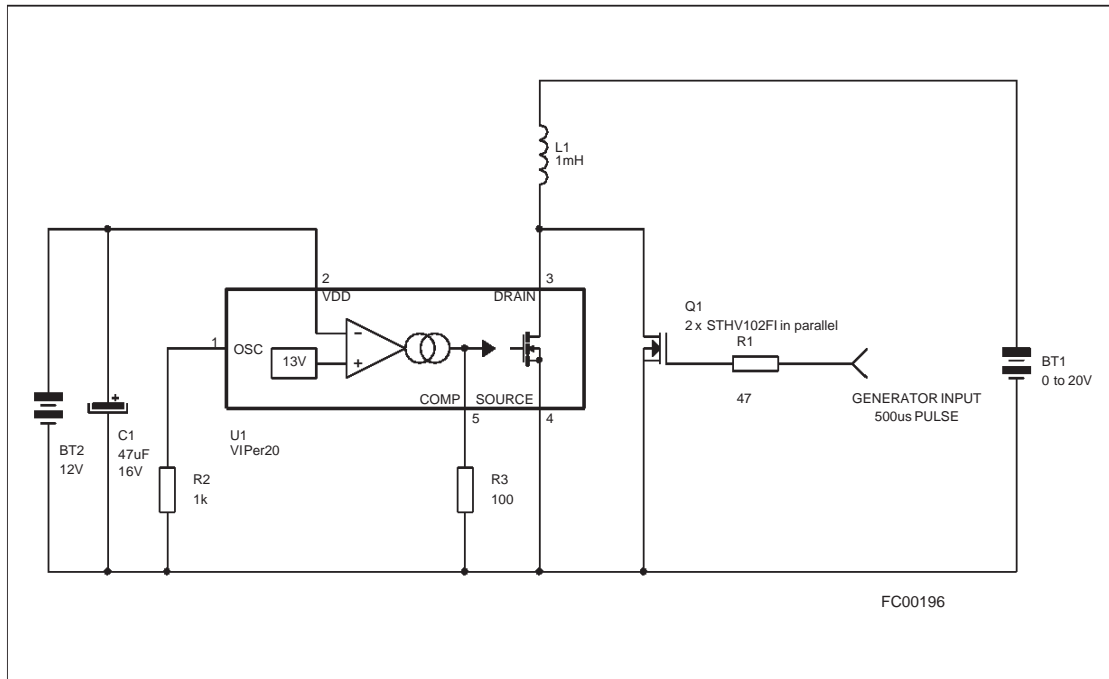 L1
1mH
2
3
VDD
DRAIN
Q1
2 x STHV102FI in parallel
R1
1
OSC
13V
−
+
BT1
0 to 20V
COMP
SOURCE
47
GENERATOR INPUT
500us PULSE
5
4
+
BT2
12V
C1
47uF
16V
U1
VIPer20
R2
1k
R3
100
FC00196